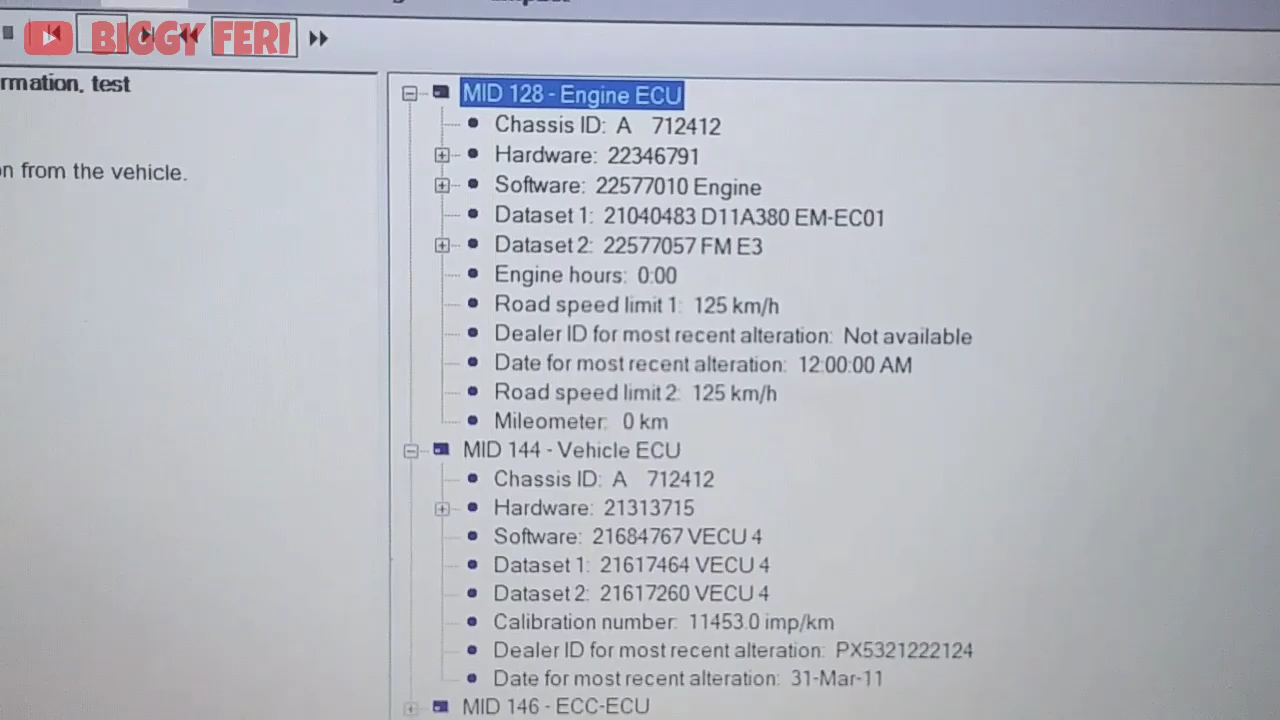 BIGGY FERI
rmation, test
n from the vehicle.
MID 128 - Engine ECU
Chassis ID: A 712412
Hardware: 22346791
Software: 22577010 Engine
Dataset 1: 21040483 D11A380 EM-EC01
Dataset 2: 22577057 FM E3
Engine hours: 0:00
Road speed limit 1: 125 km/h
Dealer ID for most recent alteration: Not available
Date for most recent alteration: 12:00:00 AM
Road speed limit 2: 125 km/h
Mileometer: 0 km
MID 144 - Vehicle ECU
Chassis ID: A 712412
Hardware: 21313715
Software: 21684767 VECU 4
Dataset 1: 21617464 VECU 4
Dataset 2: 21617260 VECU 4
Calibration number: 11453.0 imp/km
Dealer ID for most recent alteration: PX5321222124
Date for most recent alteration: 31-Mar-11
MID 146 - ECC-ECU